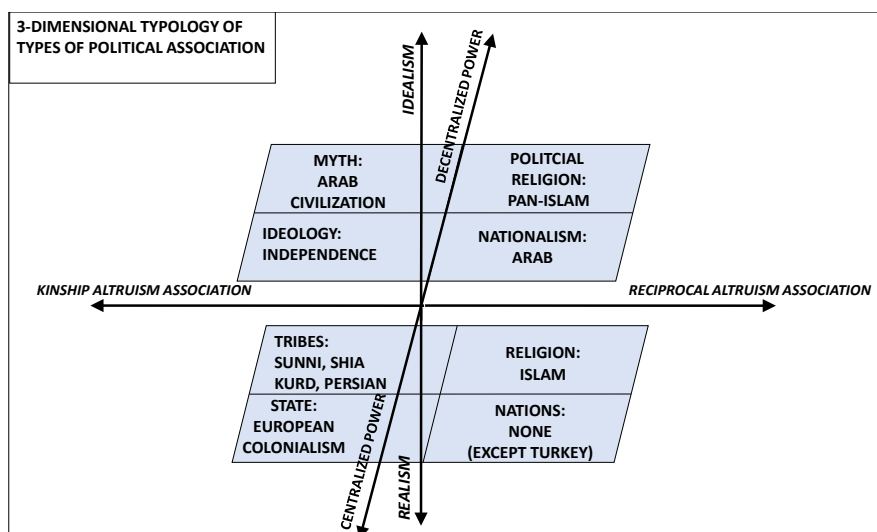 3-DIMENSIONAL TYPOLOGY OF
TYPES OF POLITICAL ASSOCIATION
IDEALISM
DECENTRALIZED POWER
MYTH:
ARAB
CIVILIZATION
POLITCIAL
RELIGION:
PAN-ISLAM
IDEOLOGY:
INDEPENDENCE
NATIONALISM:
ARAB
KINSHIP ALTRUISM ASSOCIATION
RECIPROCAL ALTRUISM ASSOCIATION
TRIBES:
SUNNI, SHIA
KURD, PERSIAN
RELIGION:
ISLAM
STATE:
EUROPEAN
COLONIALISM
NATIONS:
NONE
(EXCEPT TURKEY)
CENTRALIZED POWER
REALISM